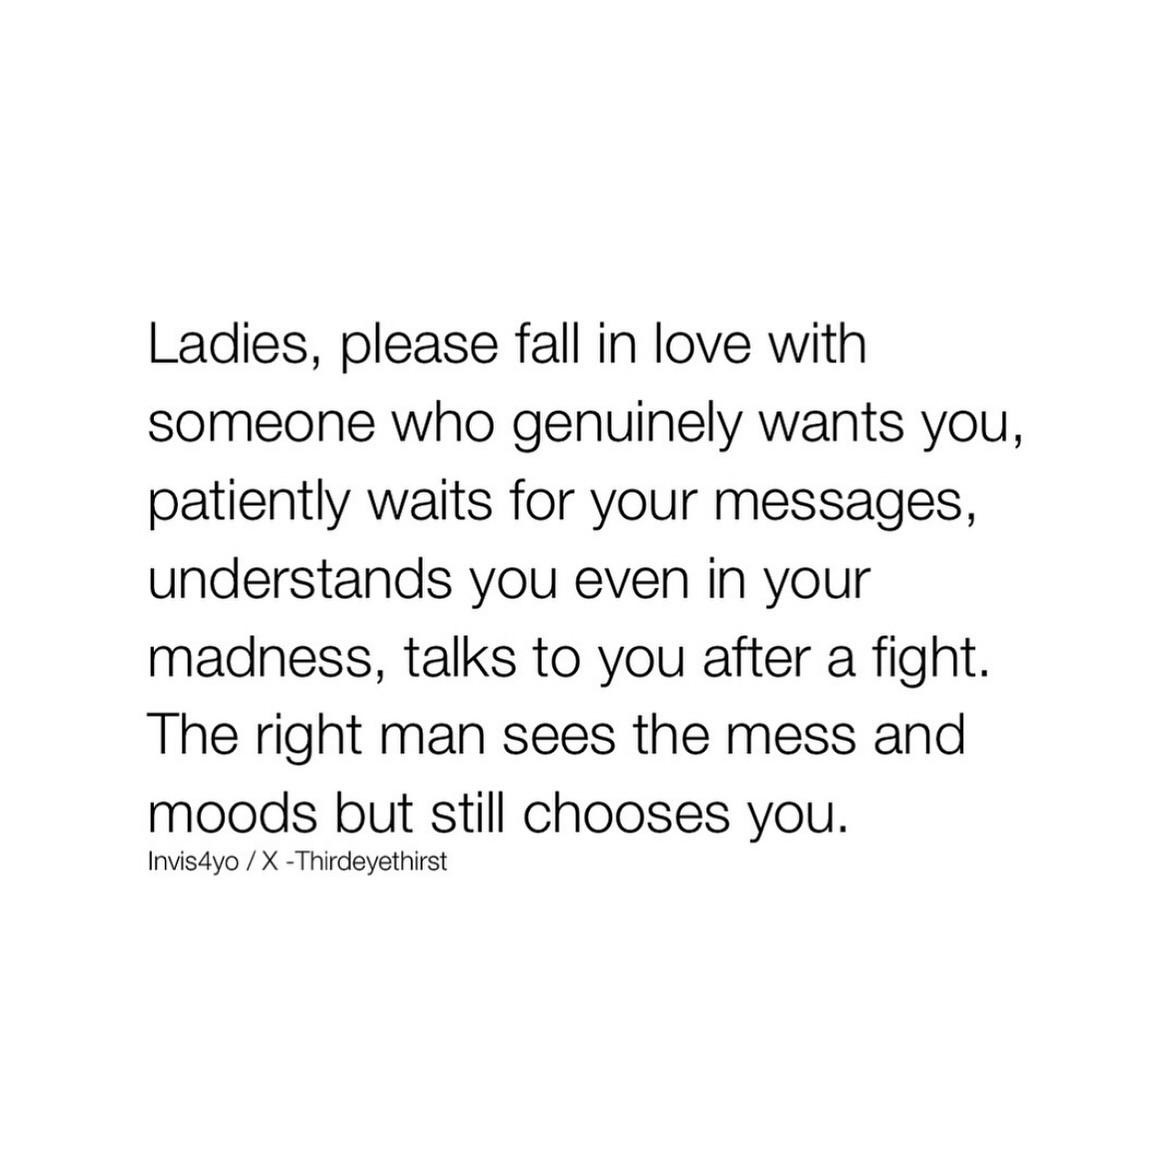 Ladies, please fall in love with
someone who genuinely wants you,
patiently waits for your messages,
understands you even in your
madness, talks to you after a fight.
The right man sees the mess and
moods but still chooses you.
Invis4yo / X -Thirdeyethirst